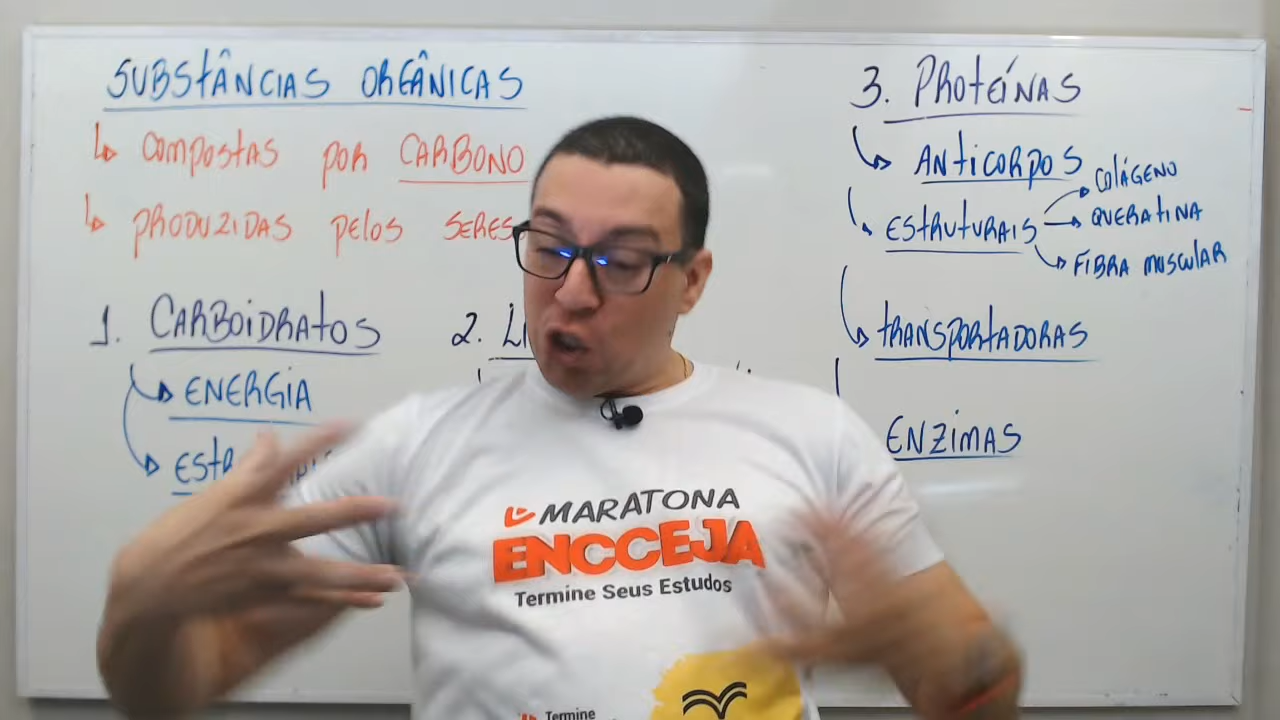 SUBSTÂNCIAS ORGÂNICAS
COMPOSTAS POR CARBONO
PRODUZIDAS PELOS SERES
1. CARBOIDRATOS
ENERGIA
2.
3. PROTEÍNAS
ANTICORPOS
ESTRUTURAIS
COLÁGENO
QUERATINA
FIBRA MUSCULAR
TRANSPORTADORAS
ENZIMAS
MARATONA
ENCCEJA
Termine Seus Estudos
Termine